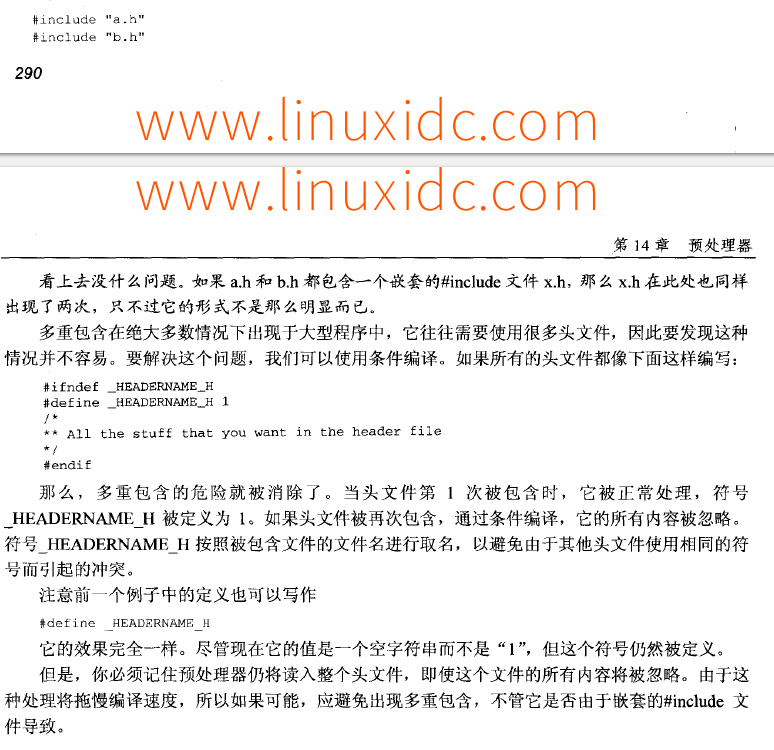 #include "a.h"
#include "b.h"
290
www.linuxidc.com
www.linuxidc.com
第 14 章 预处理器
看上去没什么问题。如果 a.h 和 b.h 都包含一个嵌套的#include 文件 x.h，那么 x.h 在此处也同样
出现了两次，只不过它的形式不是那么明显而已。
多重包含在绝大多数情况下出现于大型程序中，它往往需要使用很多头文件，因此要发现这种
情况并不容易。要解决这个问题，我们可以使用条件编译。如果所有的头文件都像下面这样编写：
#ifndef _HEADERNAME_H
#define _HEADERNAME_H 1
/*
** All the stuff that you want in the header file
*/
#endif
那么，多重包含的危险就被消除了。当头文件第 1 次被包含时，它被正常处理，符号
_HEADERNAME_H 被定义为 1。如果头文件被再次包含，通过条件编译，它的所有内容被忽略。
符号_HEADERNAME_H 按照被包含文件的文件名进行取名，以避免由于其他头文件使用相同的符
号而引起的冲突。
注意前一个例子中的定义也可以写作
#define _HEADERNAME_H
它的效果完全一样。尽管现在它的值是一个空字符串而不是“1”，但这个符号仍然被定义。
但是，你必须记住预处理器仍将读入整个头文件，即使这个文件的所有内容将被忽略。由于这
种处理将拖慢编译速度，所以如果可能，应避免出现多重包含，不管它是否由于嵌套的#include 文
件导致。